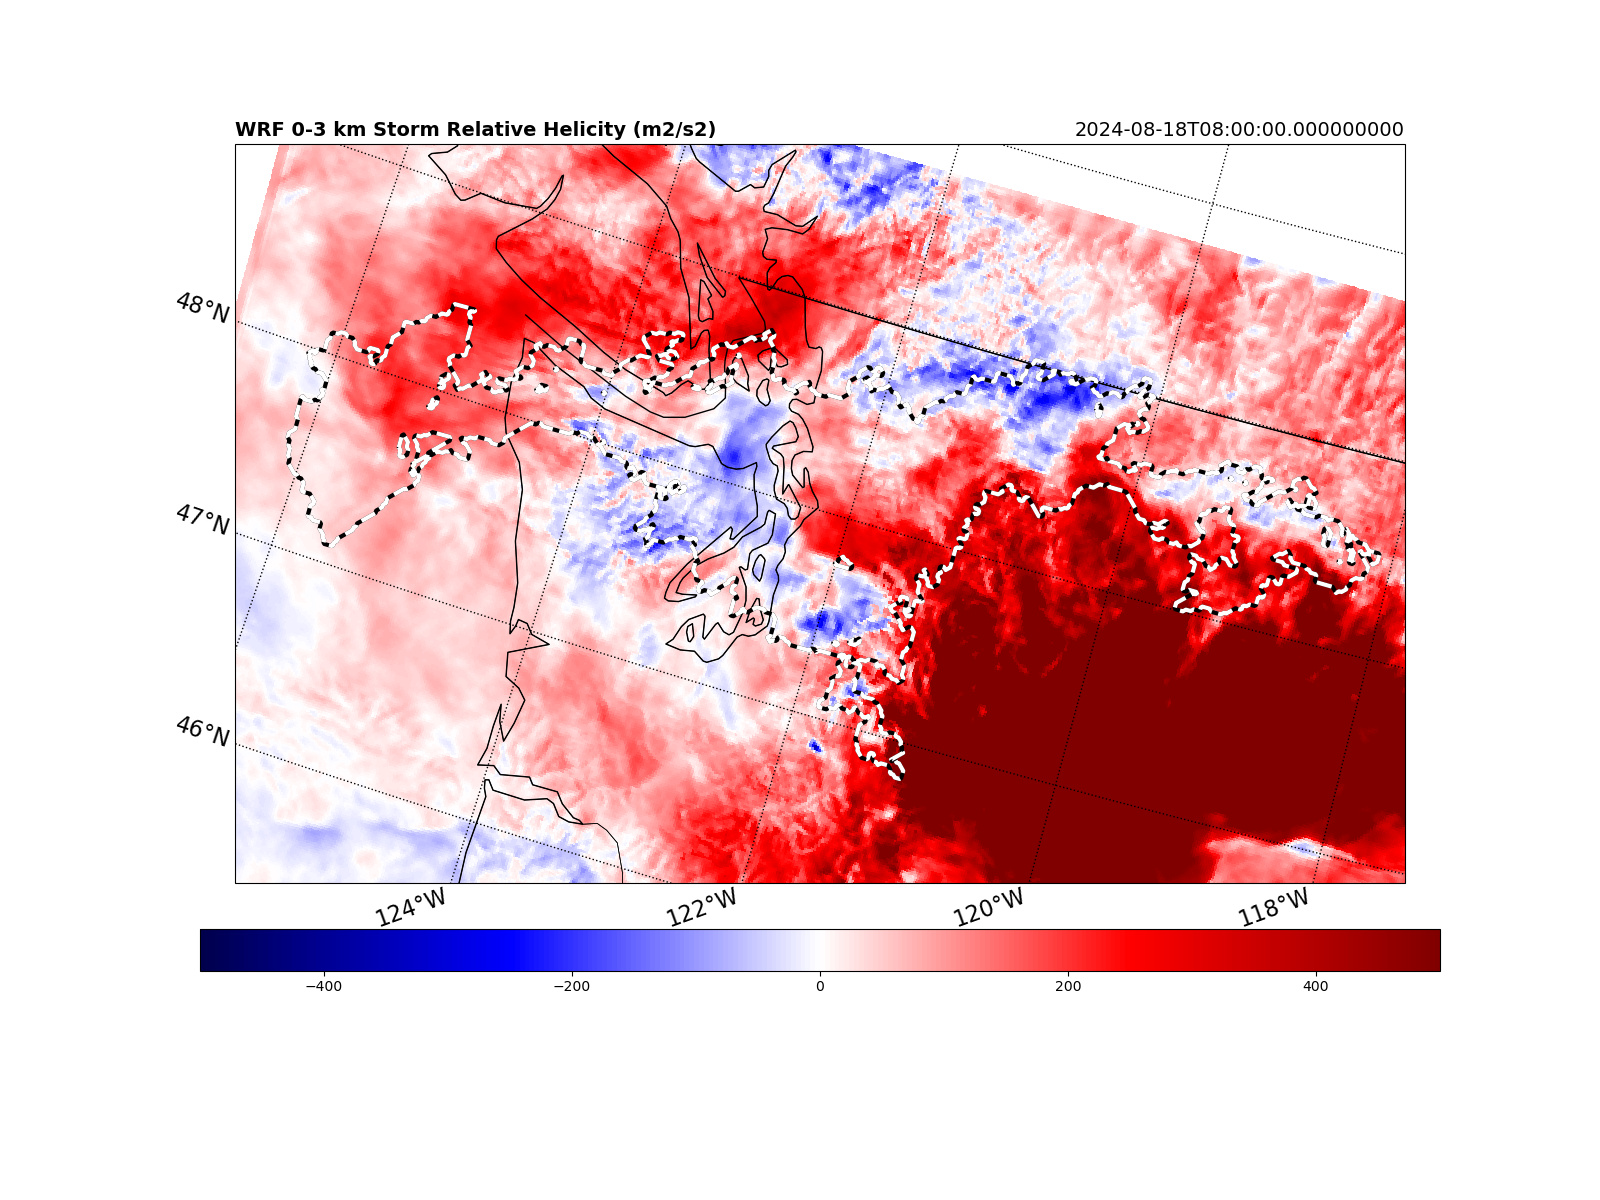 WRF 0-3 km Storm Relative Helicity (m2/s2)
2024-08-18T08:00:00.000000000
48°N
47°N
46°N
124°W
122°W
120°W
118°W
−400
−200
0
200
400